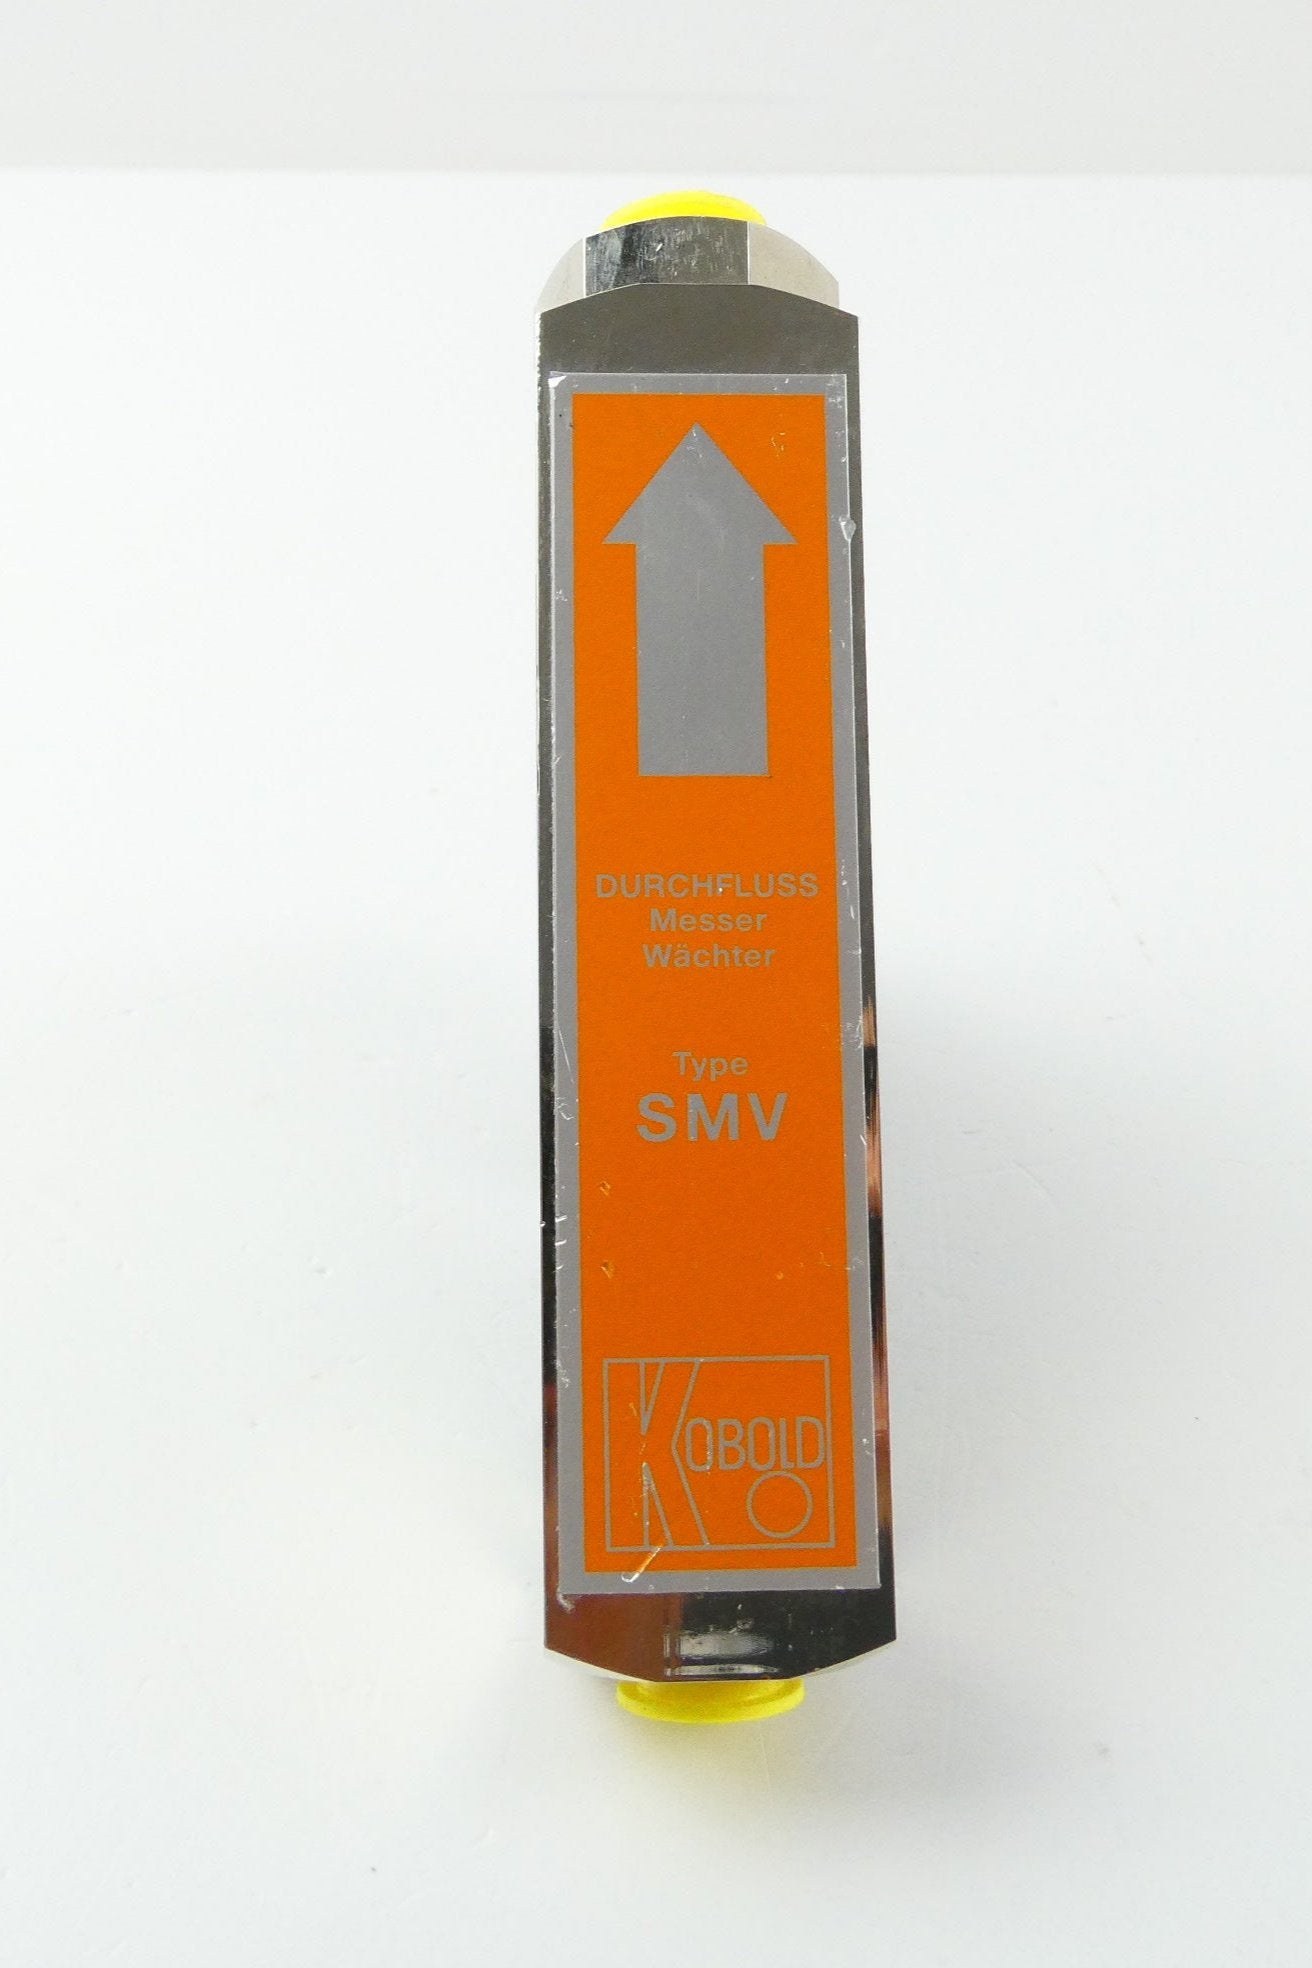 DURCHFLUSS
Messer
Wächter
Type
SMV
KOBOLD